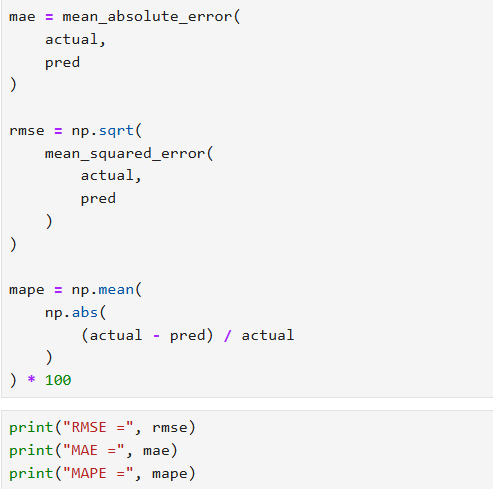 mae = mean_absolute_error(
    actual,
    pred
)

rmse = np.sqrt(
    mean_squared_error(
        actual,
        pred
    )
)

mape = np.mean(
    np.abs(
        (actual - pred) / actual
    )
) * 100

print("RMSE =", rmse)
print("MAE =", mae)
print("MAPE =", mape)